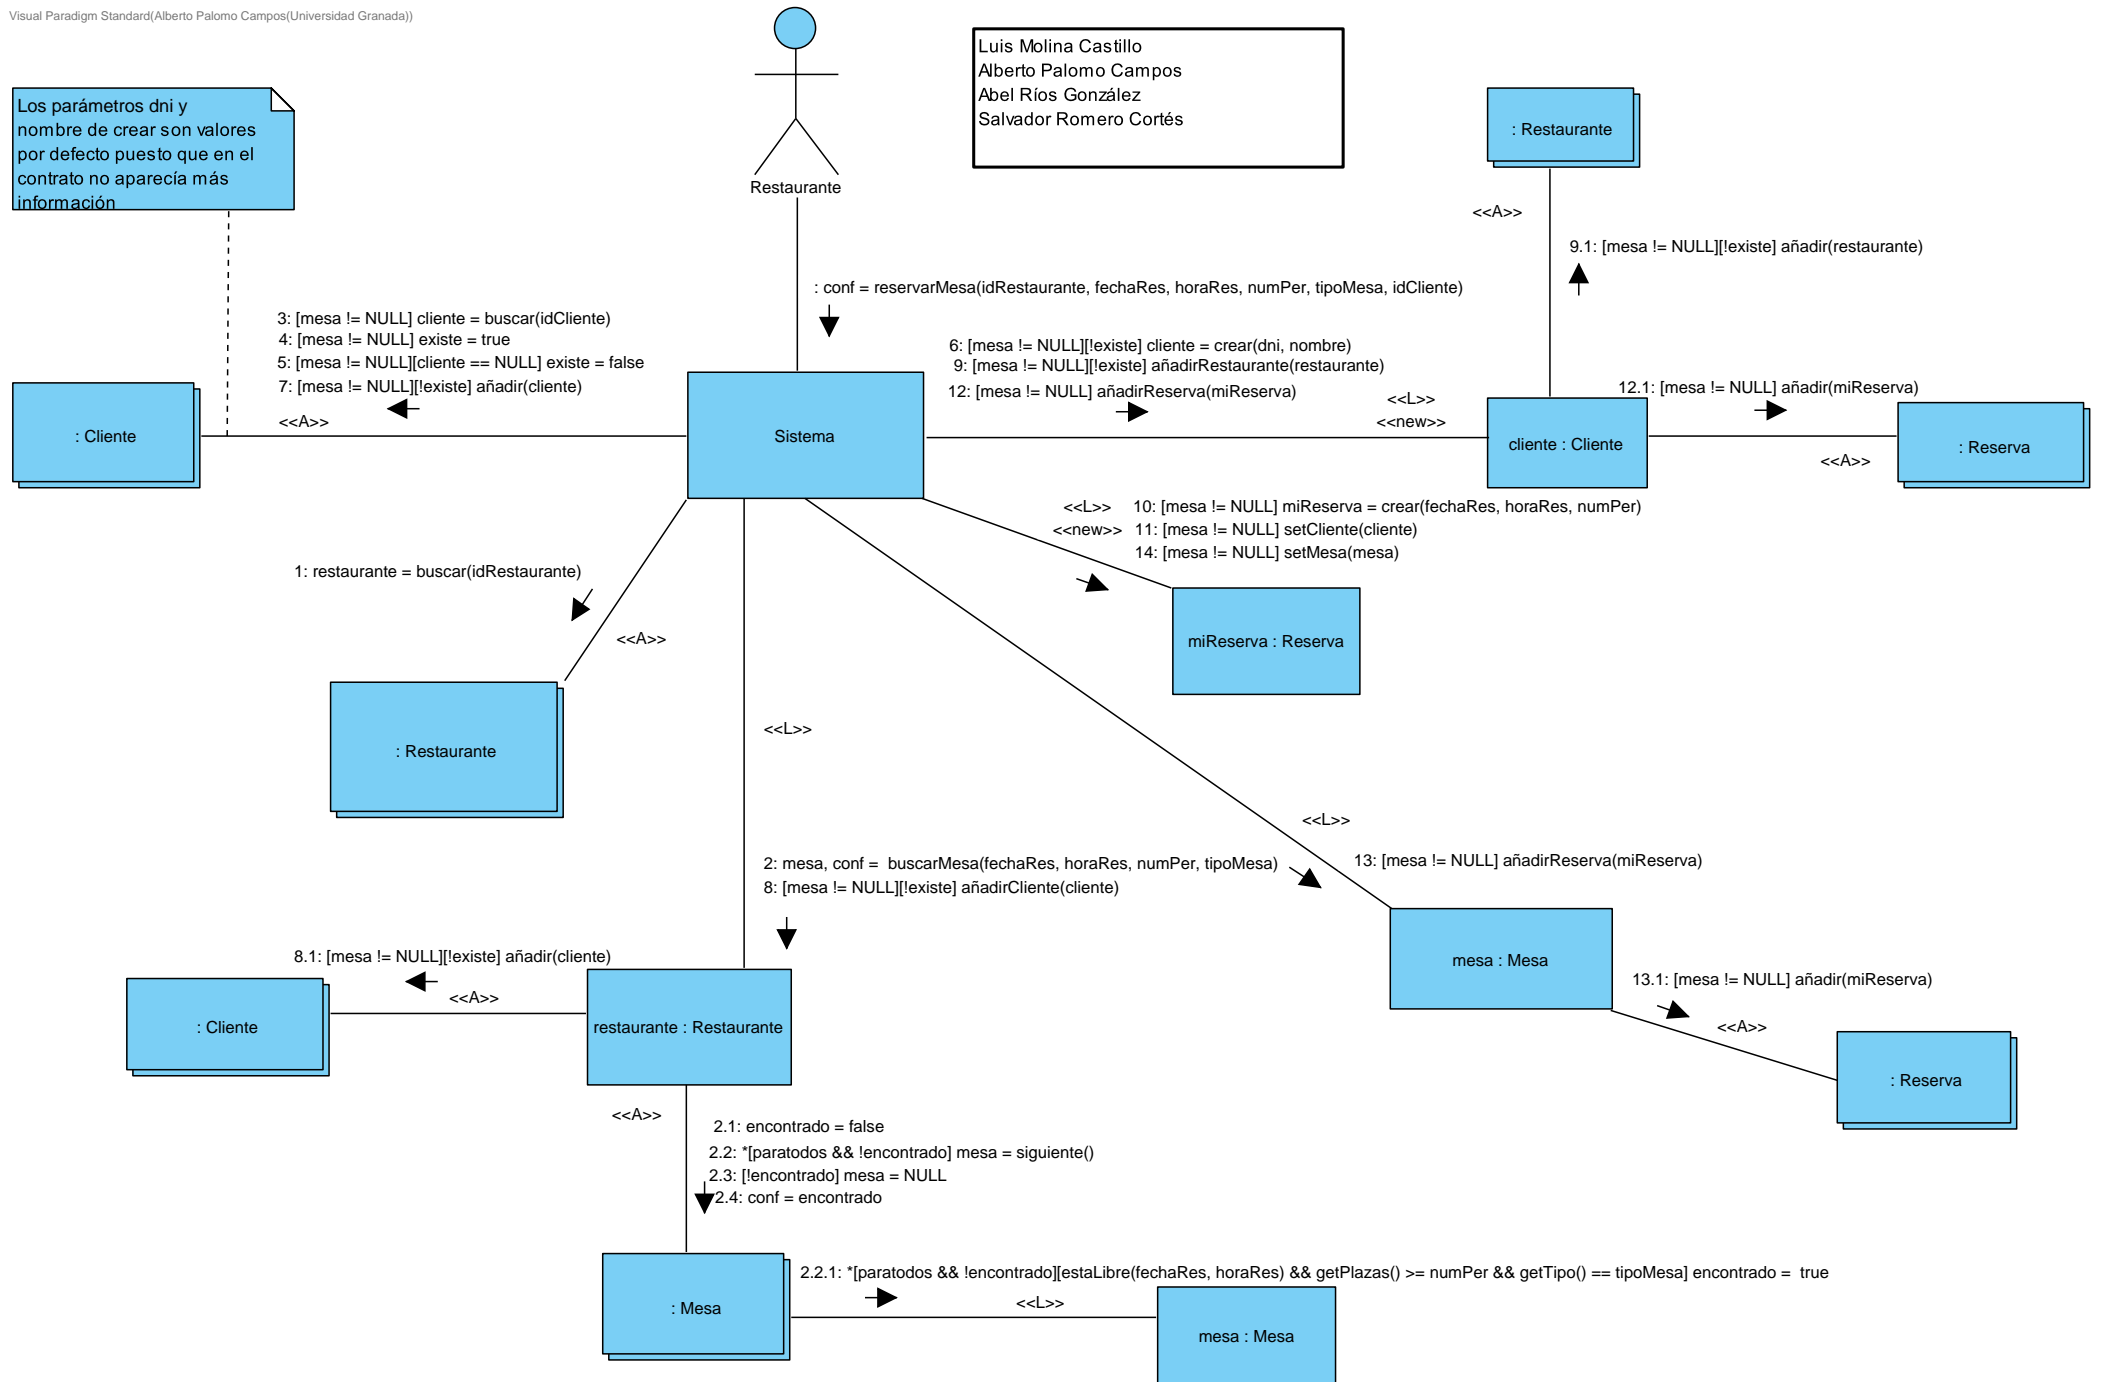 Visual Paradigm Standard(Alberto Palomo Campos(Universidad Granada))
Luis Molina Castillo
Alberto Palomo Campos
Abel Ríos González
Salvador Romero Cortés
Los parámetros dni y
nombre de crear son valores
por defecto puesto que en el
contrato no aparecía más
información
Restaurante
: Restaurante
<<A>>
9.1: [mesa != NULL][!existe] añadir(restaurante)
: conf = reservarMesa(idRestaurante, fechaRes, horaRes, numPer, tipoMesa, idCliente)
3: [mesa != NULL] cliente = buscar(idCliente)
4: [mesa != NULL] existe = true
5: [mesa != NULL][cliente == NULL] existe = false
7: [mesa != NULL][!existe] añadir(cliente)
<<A>>
: Cliente
Sistema
6: [mesa != NULL][!existe] cliente = crear(dni, nombre)
9: [mesa != NULL][!existe] añadirRestaurante(restaurante)
12: [mesa != NULL] añadirReserva(miReserva)
<<L>>
<<new>>
cliente : Cliente
12.1: [mesa != NULL] añadir(miReserva)
<<A>>
: Reserva
<<L>>
<<new>>
10: [mesa != NULL] miReserva = crear(fechaRes, horaRes, numPer)
11: [mesa != NULL] setCliente(cliente)
14: [mesa != NULL] setMesa(mesa)
miReserva : Reserva
1: restaurante = buscar(idRestaurante)
<<A>>
: Restaurante
<<L>>
<<L>>
2: mesa, conf =  buscarMesa(fechaRes, horaRes, numPer, tipoMesa)
8: [mesa != NULL][!existe] añadirCliente(cliente)
13: [mesa != NULL] añadirReserva(miReserva)
mesa : Mesa
8.1: [mesa != NULL][!existe] añadir(cliente)
<<A>>
: Cliente
restaurante : Restaurante
13.1: [mesa != NULL] añadir(miReserva)
<<A>>
: Reserva
<<A>>
2.1: encontrado = false
2.2: *[paratodos && !encontrado] mesa = siguiente()
2.3: [!encontrado] mesa = NULL
2.4: conf = encontrado
: Mesa
2.2.1: *[paratodos && !encontrado][estaLibre(fechaRes, horaRes) && getPlazas() >= numPer && getTipo() == tipoMesa] encontrado =  true
<<L>>
mesa : Mesa